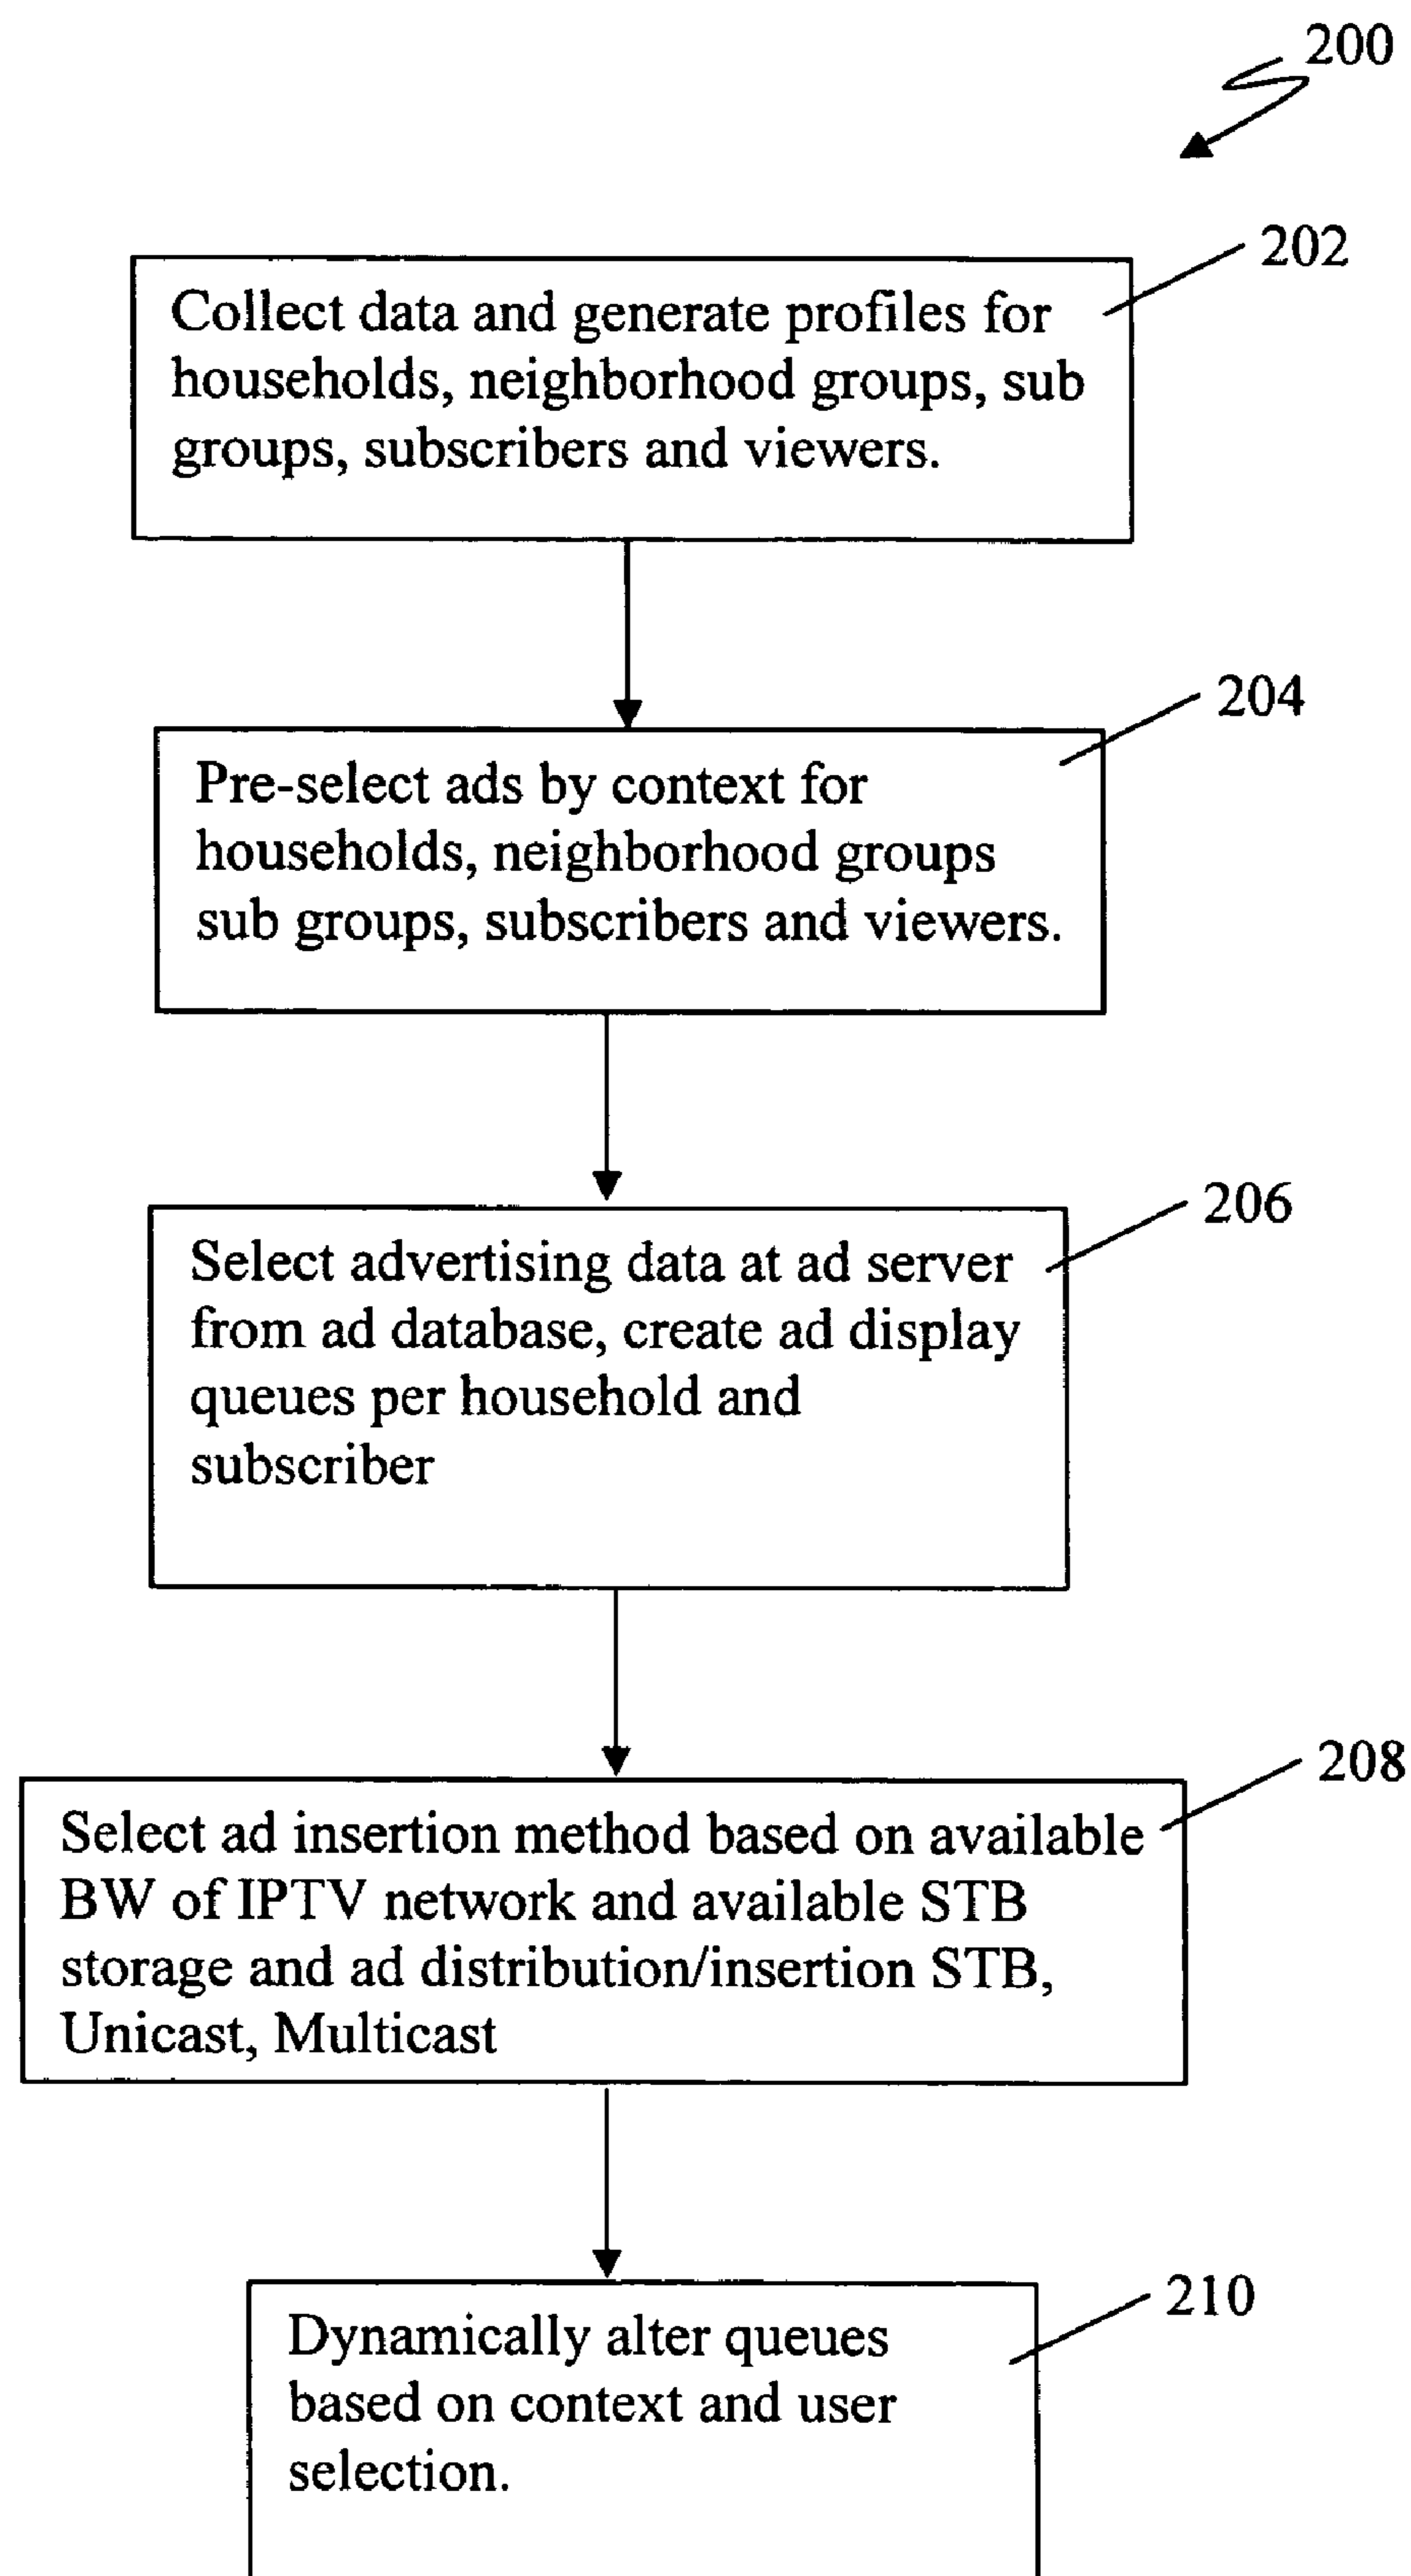 200
202
Collect data and generate profiles for
households, neighborhood groups, sub
groups, subscribers and viewers.
204
Pre-select ads by context for
households, neighborhood groups
sub groups, subscribers and viewers.
206
Select advertising data at ad server
from ad database, create ad display
queues per household and
subscriber
208
Select ad insertion method based on available
BW of IPTV network and available STB
storage and ad distribution/insertion STB,
Unicast, Multicast
210
Dynamically alter queues
based on context and user
selection.